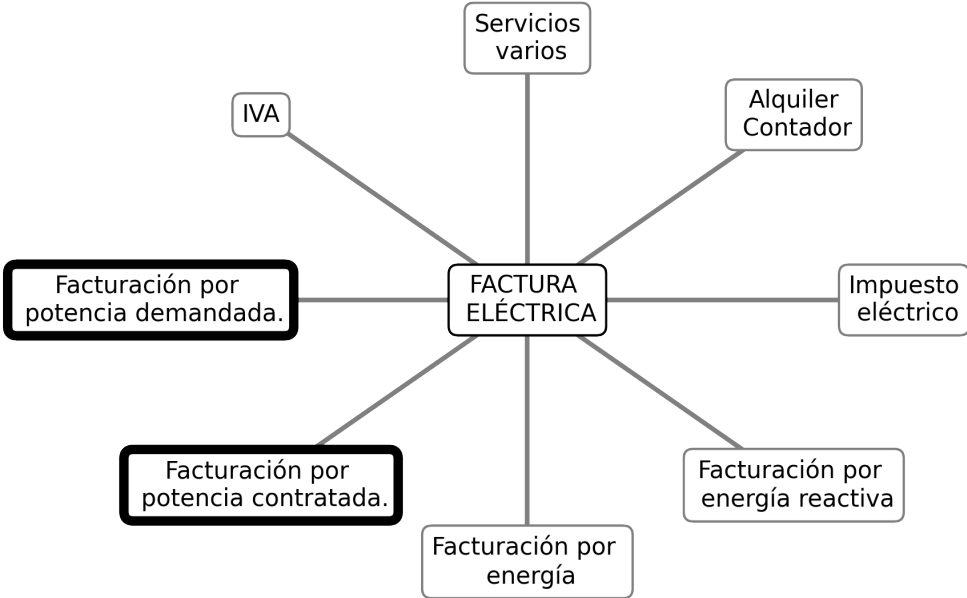 Servicios
varios
Alquiler
Contador
IVA
Facturación por
potencia demandada.
FACTURA
ELÉCTRICA
Impuesto
eléctrico
Facturación por
potencia contratada.
Facturación por
energía reactiva
Facturación por
energía